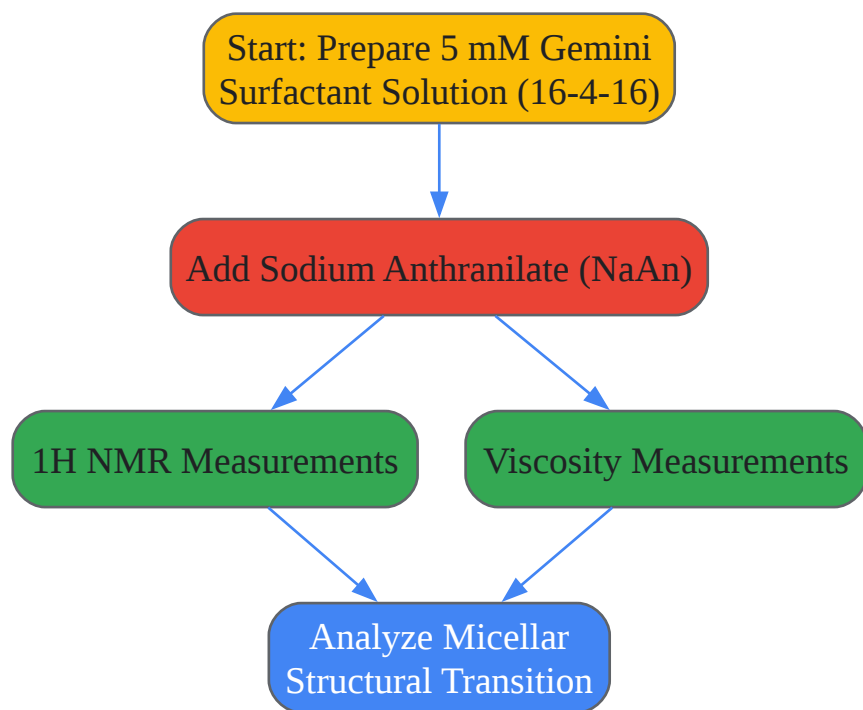 Start: Prepare 5 mM Gemini
Surfactant Solution (16-4-16)
Add Sodium Anthranilate (NaAn)
1H NMR Measurements
Viscosity Measurements
Analyze Micellar
Structural Transition